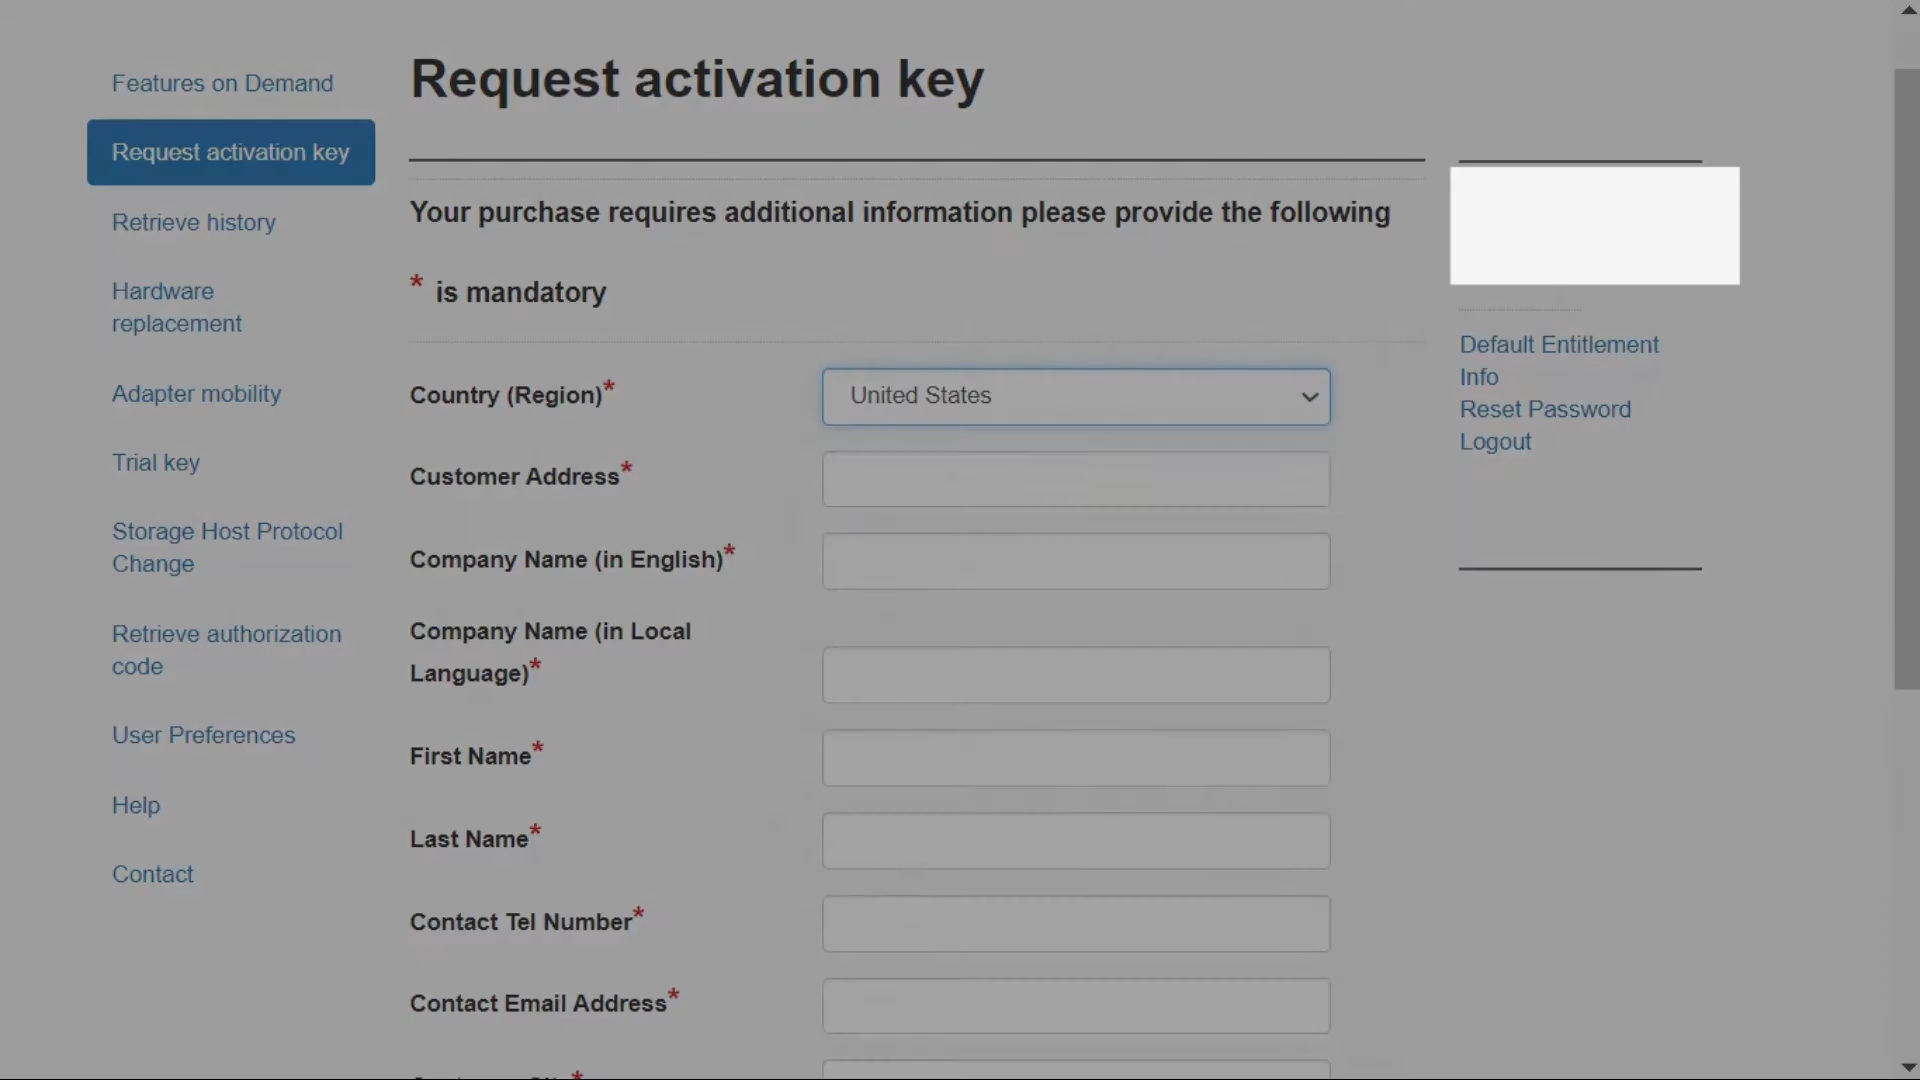 Features on Demand
Request activation key
Retrieve history
Hardware
replacement
Adapter mobility
Trial key
Storage Host Protocol
Change
Retrieve authorization
code
User Preferences
Help
Contact
Request activation key
Your purchase requires additional information please provide the following
* is mandatory
Country (Region)*
United States
Customer Address*
Company Name (in English)*
Company Name (in Local
Language)*
First Name*
Last Name*
Contact Tel Number*
Contact Email Address*
Default Entitlement
Info
Reset Password
Logout